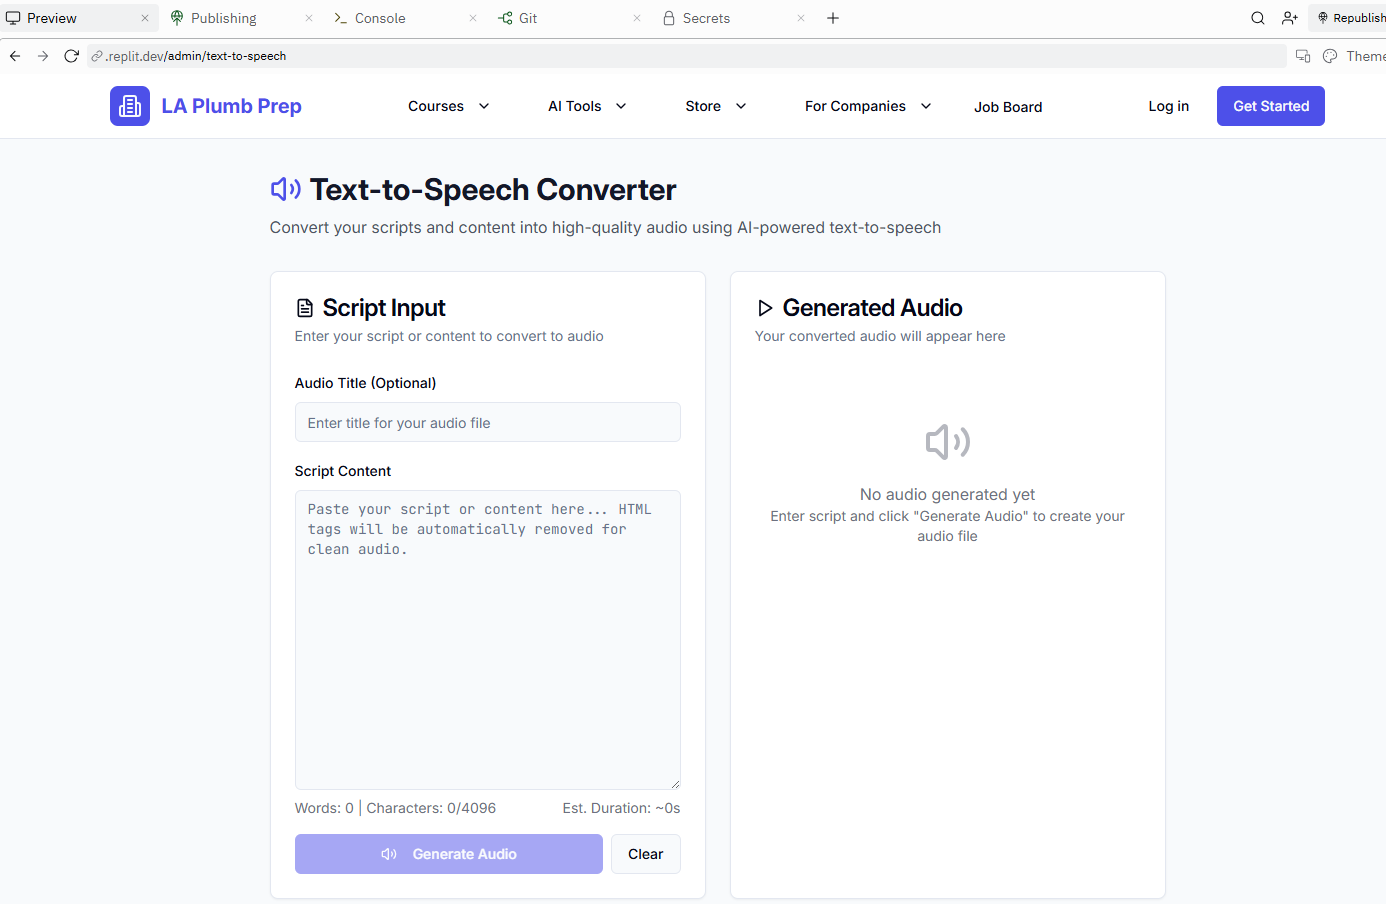 Preview
Publishing
Console
Git
Secrets
Republish
.replit.dev/admin/text-to-speech
Theme
LA Plumb Prep
Courses
AI Tools
Store
For Companies
Job Board
Log in
Get Started
Text-to-Speech Converter
Convert your scripts and content into high-quality audio using AI-powered text-to-speech
Script Input
Enter your script or content to convert to audio
Audio Title (Optional)
Enter title for your audio file
Script Content
Paste your script or content here... HTML
tags will be automatically removed for
clean audio.
Words: 0 | Characters: 0/4096
Est. Duration: ~0s
Generate Audio
Clear
Generated Audio
Your converted audio will appear here
No audio generated yet
Enter script and click "Generate Audio" to create your
audio file